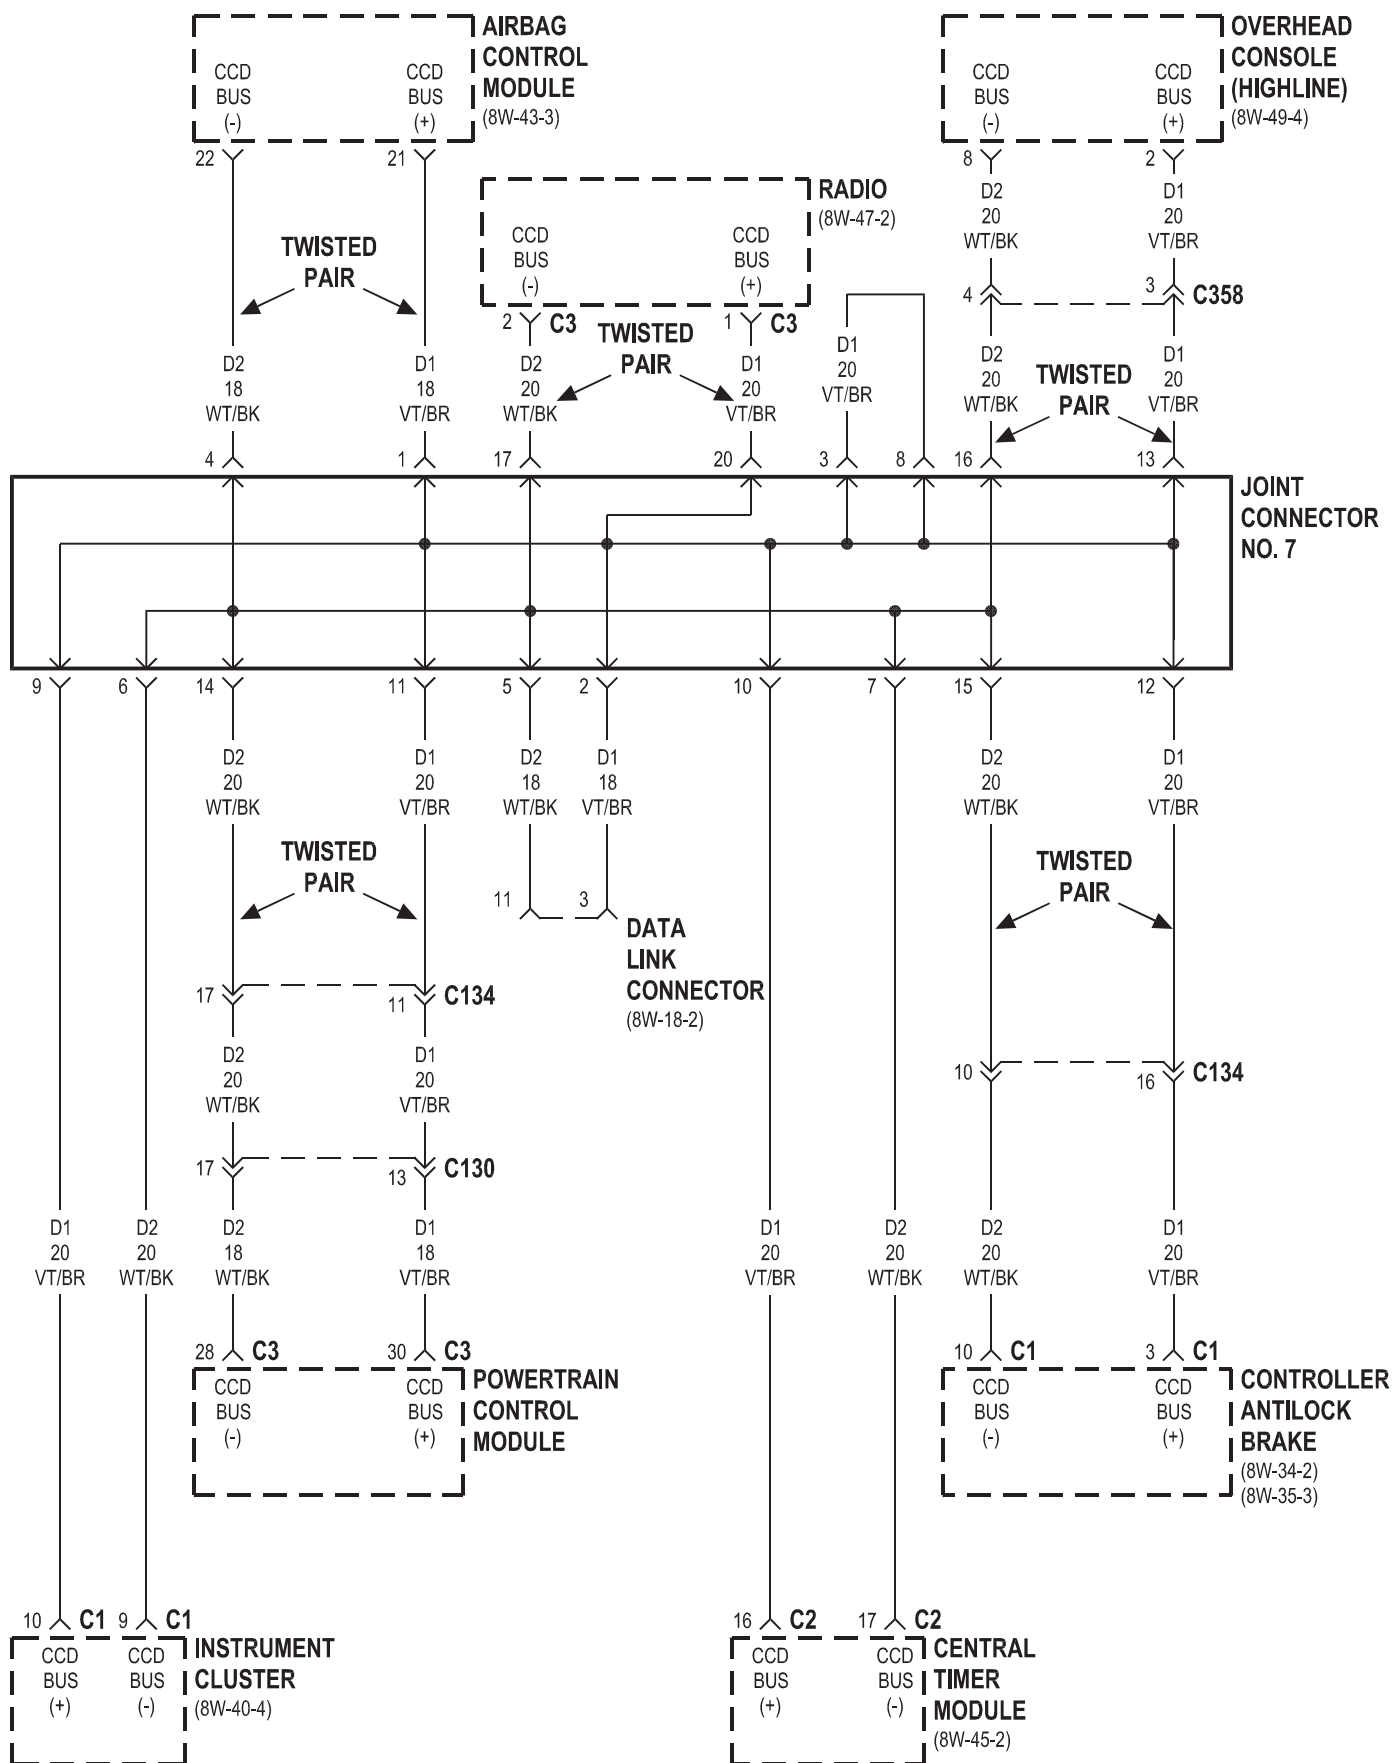 AIRBAG
CONTROL
MODULE
(8W-43-3)
CCD
BUS
(-)
CCD
BUS
(+)
22
21
OVERHEAD
CONSOLE
(HIGHLINE)
(8W-49-4)
CCD
BUS
(-)
CCD
BUS
(+)
8
2
D2
20
WT/BK
D1
20
VT/BR
4
3
C358
RADIO
(8W-47-2)
CCD
BUS
(-)
CCD
BUS
(+)
2
C3
1
C3
TWISTED
PAIR
TWISTED
PAIR
TWISTED
PAIR
D2
18
WT/BK
D1
18
VT/BR
D2
20
WT/BK
D1
20
VT/BR
D1
20
VT/BR
D2
20
WT/BK
D1
20
VT/BR
4
1
17
20
3
8
16
13
JOINT
CONNECTOR
NO. 7
9
6
14
11
5
2
10
7
15
12
D2
20
WT/BK
D1
20
VT/BR
D2
18
WT/BK
D1
18
VT/BR
D2
20
WT/BK
D1
20
VT/BR
TWISTED
PAIR
TWISTED
PAIR
11
3
DATA
LINK
CONNECTOR
(8W-18-2)
17
11
C134
D2
20
WT/BK
D1
20
VT/BR
10
16
C134
17
13
C130
D1
20
VT/BR
D2
20
WT/BK
D2
18
WT/BK
D1
18
VT/BR
D1
20
VT/BR
D2
20
WT/BK
D2
20
WT/BK
D1
20
VT/BR
28
C3
30
C3
CCD
BUS
(-)
CCD
BUS
(+)
POWERTRAIN
CONTROL
MODULE
10
C1
3
C1
CCD
BUS
(-)
CCD
BUS
(+)
CONTROLLER
ANTILOCK
BRAKE
(8W-34-2)
(8W-35-3)
10
C1
9
C1
CCD
BUS
(+)
CCD
BUS
(-)
INSTRUMENT
CLUSTER
(8W-40-4)
16
C2
17
C2
CCD
BUS
(+)
CCD
BUS
(-)
CENTRAL
TIMER
MODULE
(8W-45-2)